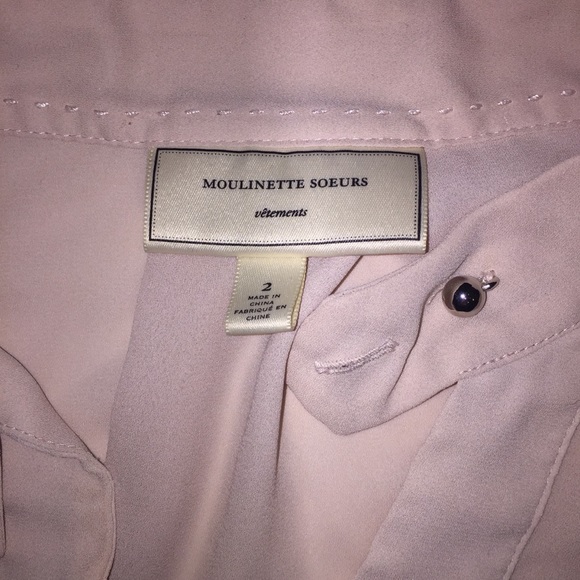 MOULINETTE SOEURS
vêtements
2
MADE IN
CHINA
FABRIQUÉ EN
CHINE